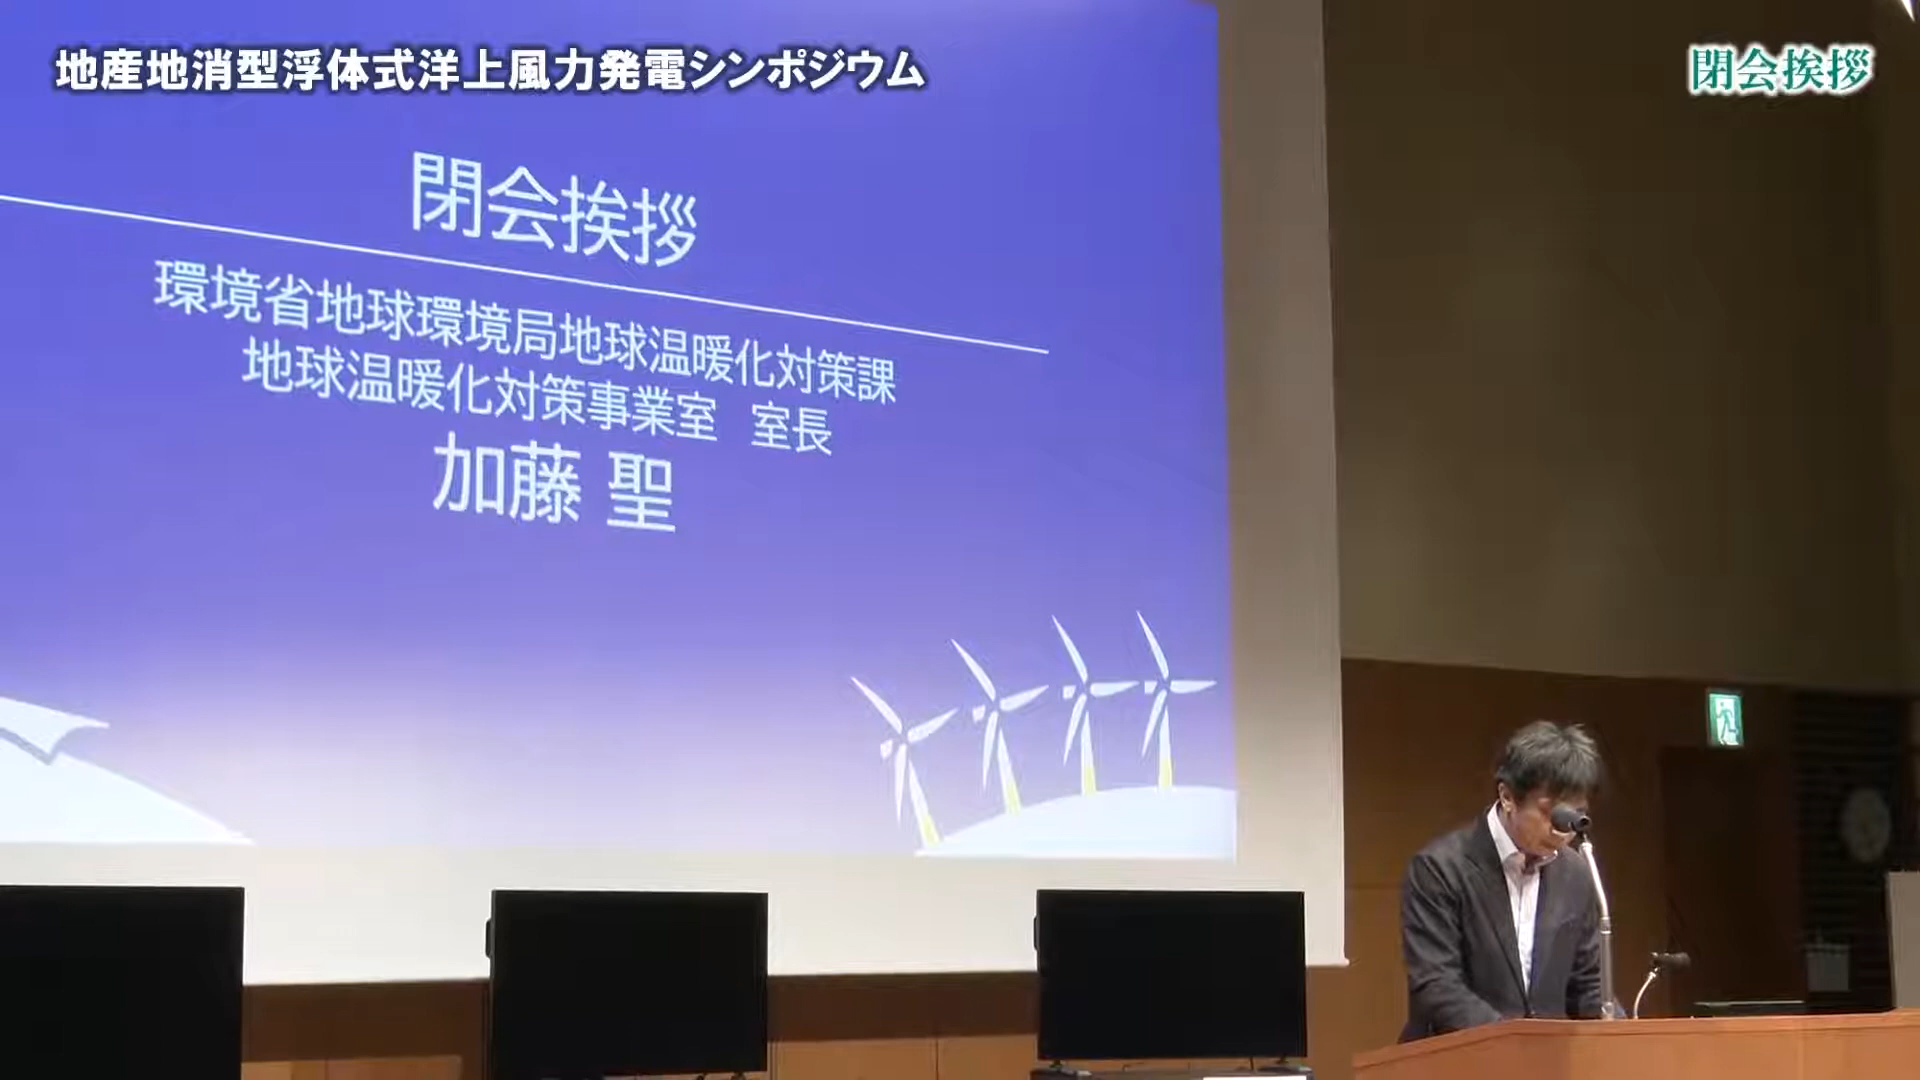 地産地消型浮体式洋上風力発電シンポジウム
閉会挨拶
閉会挨拶
環境省地球環境局地球温暖化対策課
地球温暖化対策事業室 室長
加藤 聖